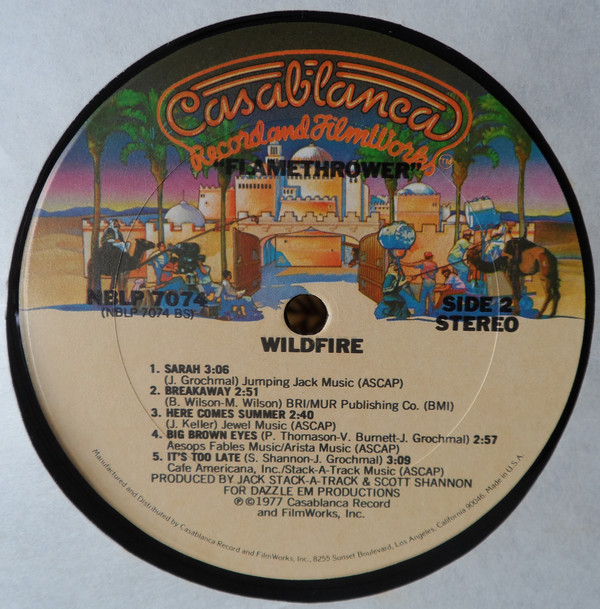 Casablanca
Record and FilmWorks TM
"FLAMETHROWER"
NBLP 7074
(NBLP 7074 BS)
SIDE 2
STEREO
WILDFIRE
1. SARAH 3:06
(J. Grochmal) Jumping Jack Music (ASCAP)
2. BREAKAWAY 2:51
(B. Wilson-M. Wilson) BRI/MUR Publishing Co. (BMI)
3. HERE COMES SUMMER 2:40
(J. Keller) Jewel Music (ASCAP)
4. BIG BROWN EYES (P. Thomason-V. Burnett-J. Grochmal) 2:57
Aesops Fables Music/Arista Music (ASCAP)
5. IT'S TOO LATE (S. Shannon-J. Grochmal) 3:09
Cafe Americana, Inc./Stack-A-Track Music (ASCAP)
PRODUCED BY JACK STACK-A-TRACK & SCOTT SHANNON
FOR DAZZLE EM PRODUCTIONS
℗©1977 Casablanca Record
and FilmWorks, Inc.
Manufactured and Distributed by Casablanca Record and FilmWorks, Inc., 8255 Sunset Boulevard, Los Angeles, California 90046. Made in U.S.A.